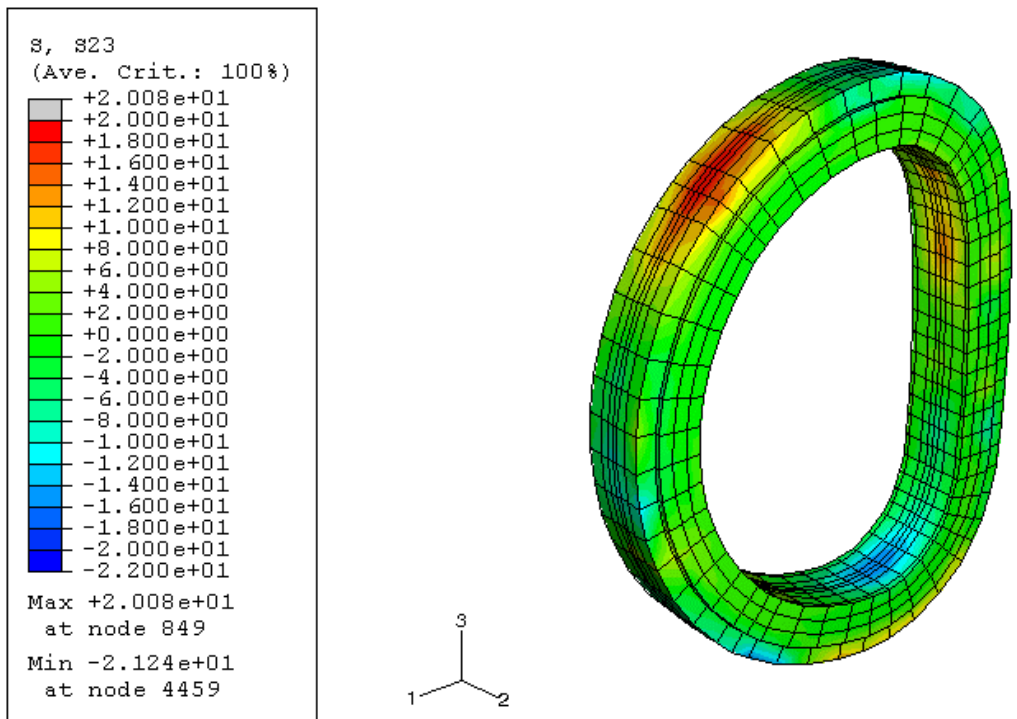 S, S23
(Ave. Crit.: 100%)
+2.008e+01
+2.000e+01
+1.800e+01
+1.600e+01
+1.400e+01
+1.200e+01
+1.000e+01
+8.000e+00
+6.000e+00
+4.000e+00
+2.000e+00
+0.000e+00
-2.000e+00
-4.000e+00
-6.000e+00
-8.000e+00
-1.000e+01
-1.200e+01
-1.400e+01
-1.600e+01
-1.800e+01
-2.000e+01
-2.200e+01
Max +2.008e+01
at node 849
Min -2.124e+01
at node 4459
3
1
2